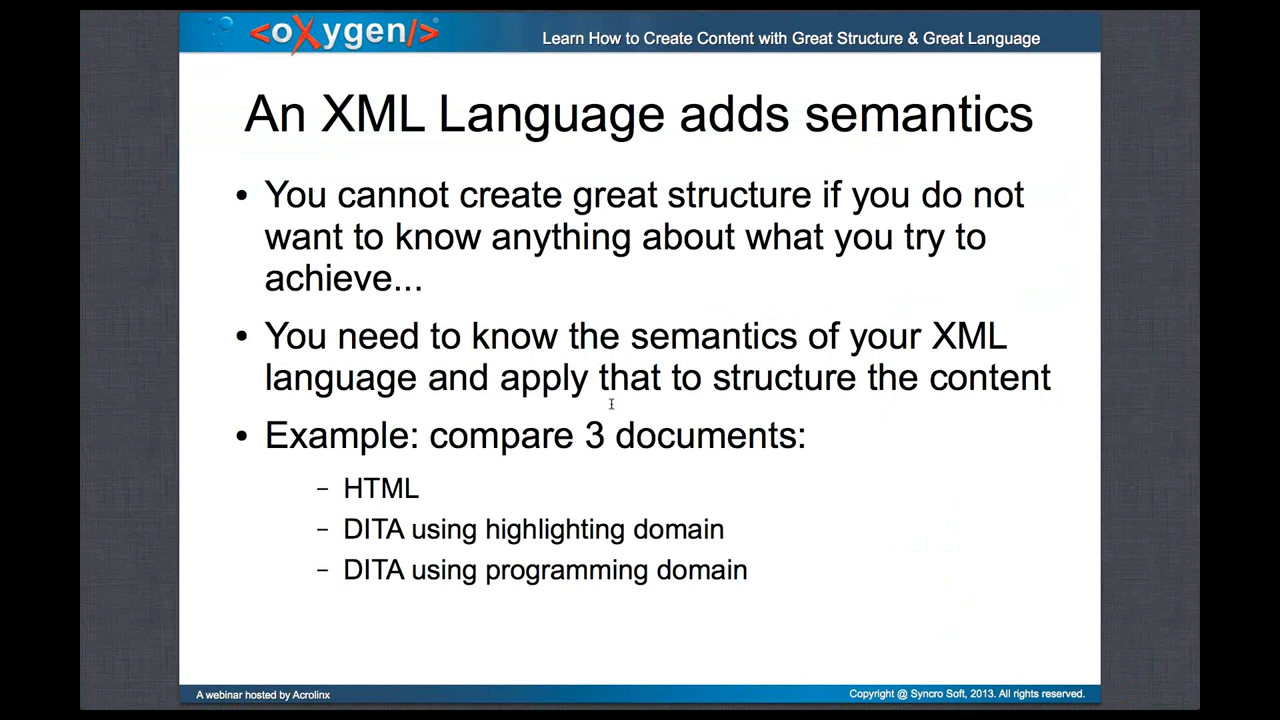 <oXygen/>®
Learn How to Create Content with Great Structure & Great Language
An XML Language adds semantics
• You cannot create great structure if you do not
want to know anything about what you try to
achieve...
• You need to know the semantics of your XML
language and apply that to structure the content
• Example: compare 3 documents:
– HTML
– DITA using highlighting domain
– DITA using programming domain
A webinar hosted by Acrolinx
Copyright @ Syncro Soft, 2013. All rights reserved.